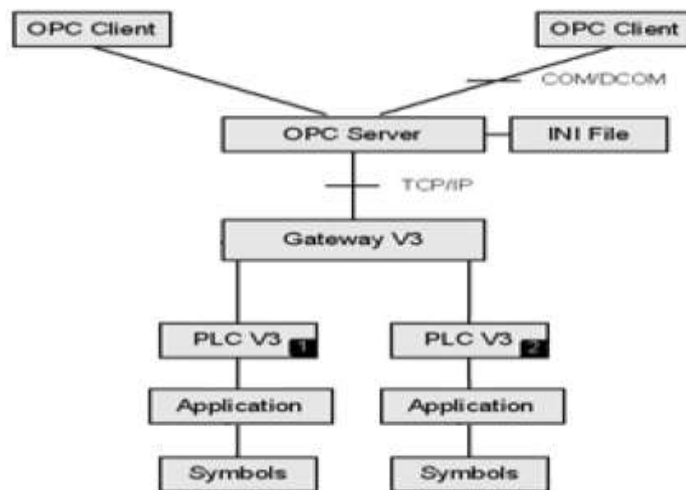 OPC Client
OPC Client
COM/DCOM
OPC Server
INI File
TCP/IP
Gateway V3
PLC V3
1
PLC V3
2
Application
Application
Symbols
Symbols